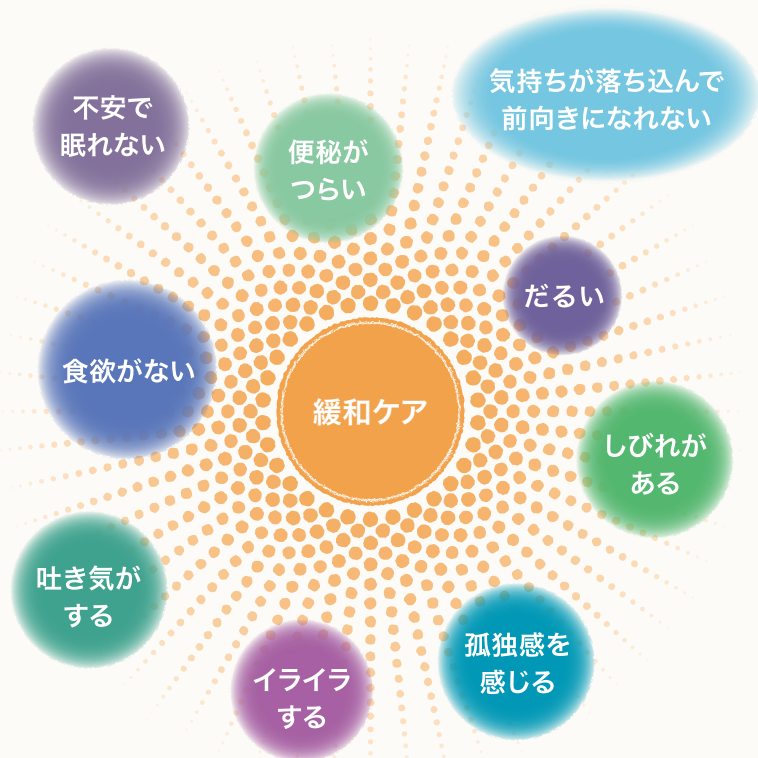 気持ちが落ち込んで
前向きになれない
不安で
眠れない
便秘が
つらい
だるい
食欲がない
緩和ケア
しびれが
ある
吐き気が
する
孤独感を
感じる
イライラ
する